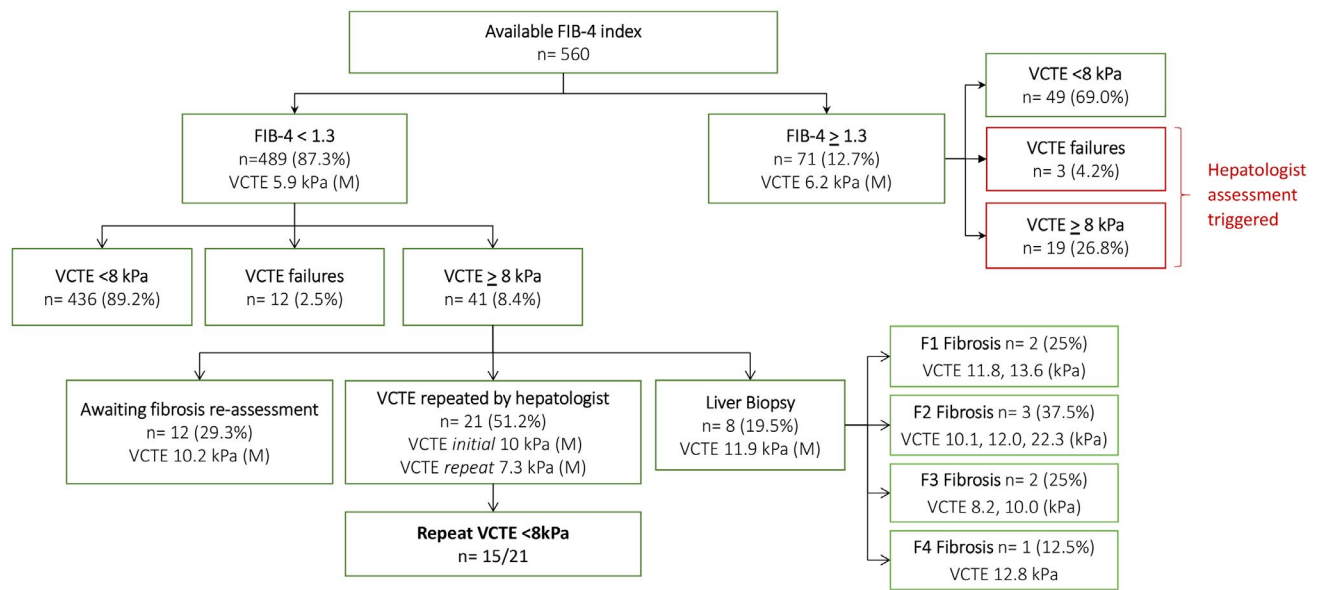 Available FIB-4 index
n= 560
FIB-4 < 1.3
n=489 (87.3%)
VCTE 5.9 kPa (M)
FIB-4 ≥ 1.3
n= 71 (12.7%)
VCTE 6.2 kPa (M)
VCTE <8 kPa
n= 49 (69.0%)
VCTE failures
n= 3 (4.2%)
VCTE ≥ 8 kPa
n= 19 (26.8%)
Hepatologist
assessment
triggered
VCTE <8 kPa
n= 436 (89.2%)
VCTE failures
n= 12 (2.5%)
VCTE ≥ 8 kPa
n= 41 (8.4%)
Awaiting fibrosis re-assessment
n= 12 (29.3%)
VCTE 10.2 kPa (M)
VCTE repeated by hepatologist
n= 21 (51.2%)
VCTE initial 10 kPa (M)
VCTE repeat 7.3 kPa (M)
Repeat VCTE <8kPa
n= 15/21
Liver Biopsy
n= 8 (19.5%)
VCTE 11.9 kPa (M)
F1 Fibrosis n= 2 (25%)
VCTE 11.8, 13.6 (kPa)
F2 Fibrosis n= 3 (37.5%)
VCTE 10.1, 12.0, 22.3 (kPa)
F3 Fibrosis n= 2 (25%)
VCTE 8.2, 10.0 (kPa)
F4 Fibrosis n= 1 (12.5%)
VCTE 12.8 kPa